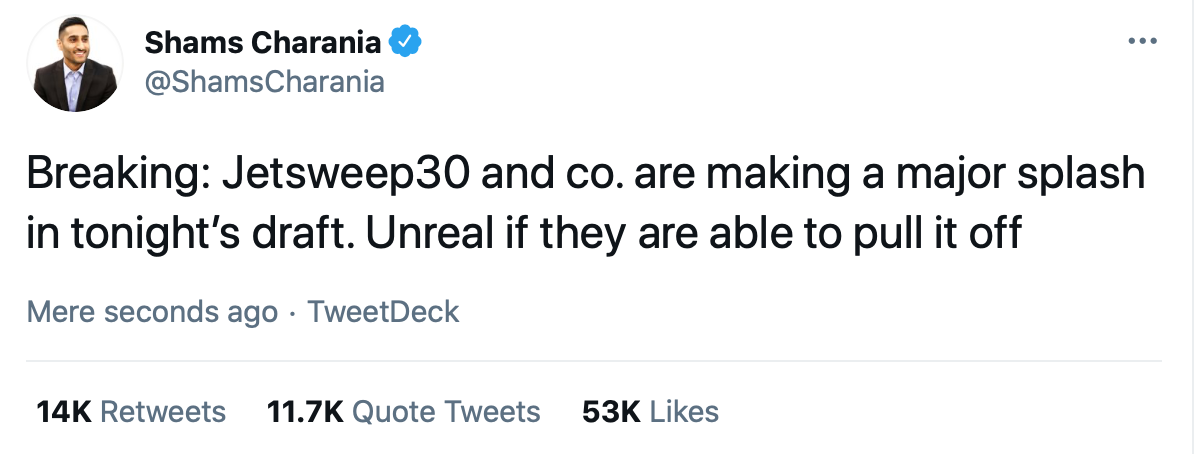 Shams Charania
@ShamsCharania
Breaking: Jetsweep30 and co. are making a major splash
in tonight’s draft. Unreal if they are able to pull it off
Mere seconds ago · TweetDeck
14K Retweets 11.7K Quote Tweets 53K Likes